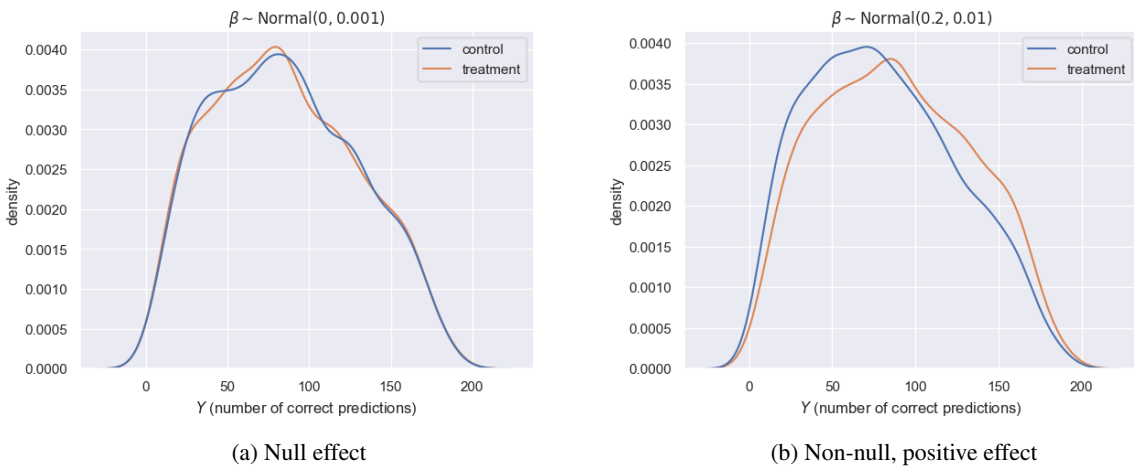 β ~ Normal(0, 0.001)
control
treatment
0.0040
0.0035
0.0030
0.0025
0.0020
0.0015
0.0010
0.0005
0.0000
density
0 50 100 150 200
Y (number of correct predictions)
(a) Null effect
β ~ Normal(0.2, 0.01)
control
treatment
0.0040
0.0035
0.0030
0.0025
0.0020
0.0015
0.0010
0.0005
0.0000
density
0 50 100 150 200
Y (number of correct predictions)
(b) Non-null, positive effect